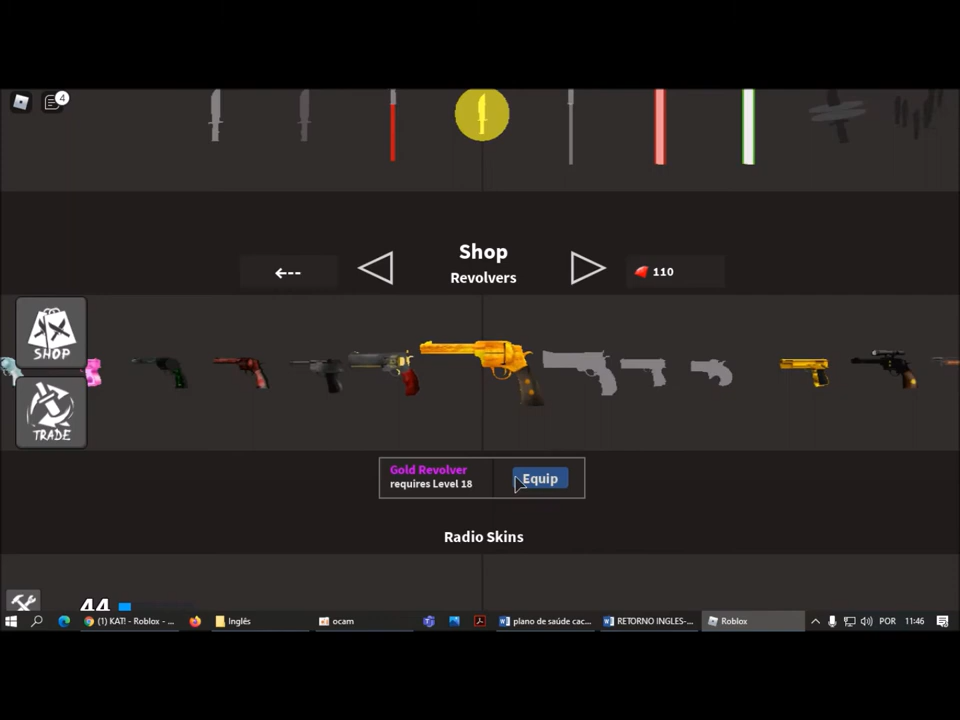 4
Shop
Revolvers
←--
110
SHOP
TRADE
Gold Revolver
requires Level 18
Equip
Radio Skins
44
(1) KAT! - Roblox - ...
Inglês
ocam
plano de saúde cac...
RETORNO INGLES-...
Roblox
POR
11:46